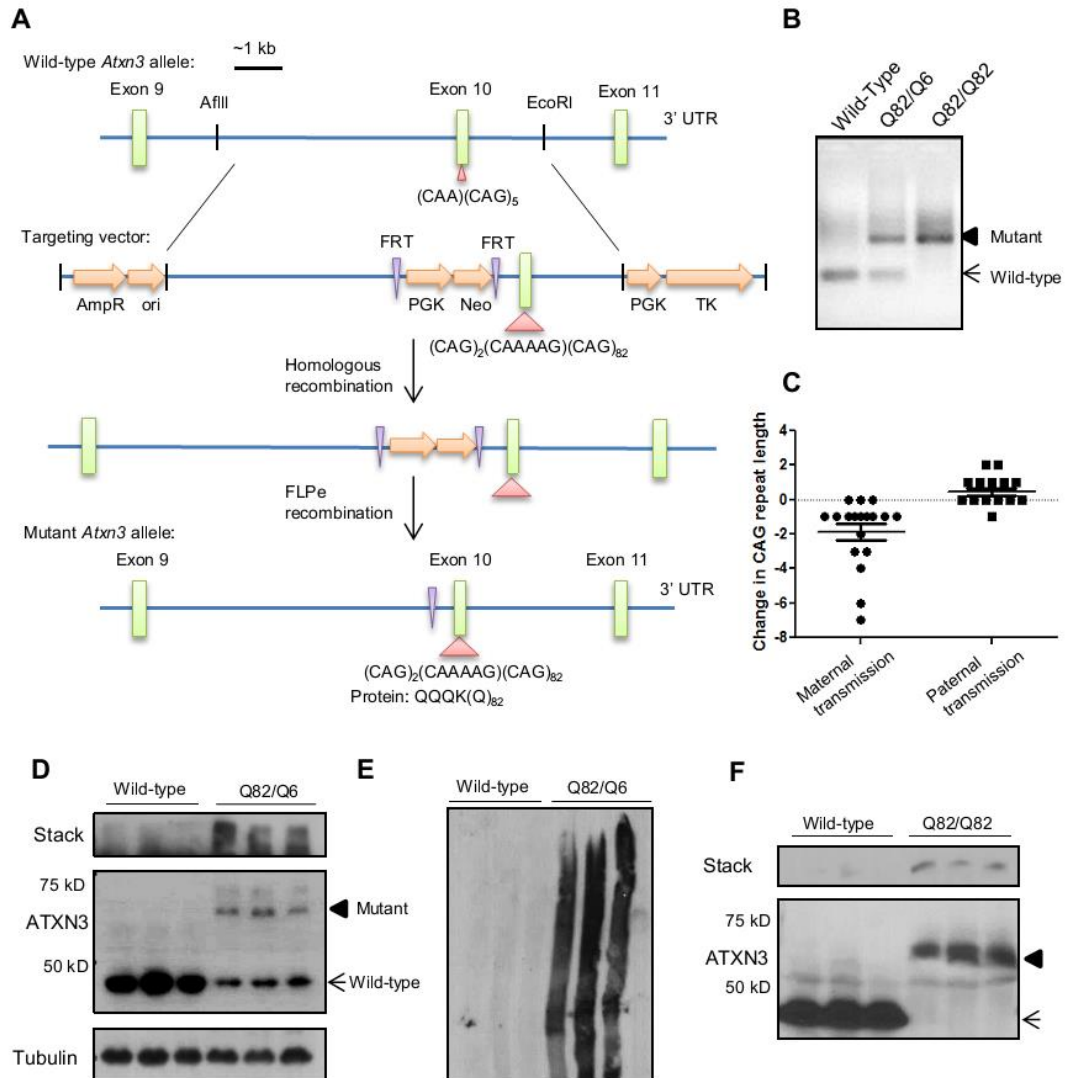 A
Wild-type Atxn3 allele:
~1 kb
Exon 9
AflII
Exon 10
EcoRI
Exon 11
3' UTR
(CAA)(CAG)5
Targeting vector:
FRT
FRT
AmpR
ori
PGK
Neo
PGK
TK
(CAG)2(CAAAAG)(CAG)82
Homologous
recombination
FLPe
recombination
Mutant Atxn3 allele:
Exon 9
Exon 10
Exon 11
3' UTR
(CAG)2(CAAAAG)(CAG)82
Protein: QQQK(Q)82
B
Wild-Type
Q82/Q6
Q82/Q82
Mutant
Wild-type
C
Change in CAG repeat length
4
2
0
-2
-4
-6
-8
Maternal
transmission
Paternal
transmission
D
Wild-type
Q82/Q6
Stack
75 kD
ATXN3
50 kD
Mutant
Wild-type
Tubulin
E
Wild-type
Q82/Q6
F
Wild-type
Q82/Q82
Stack
75 kD
ATXN3
50 kD